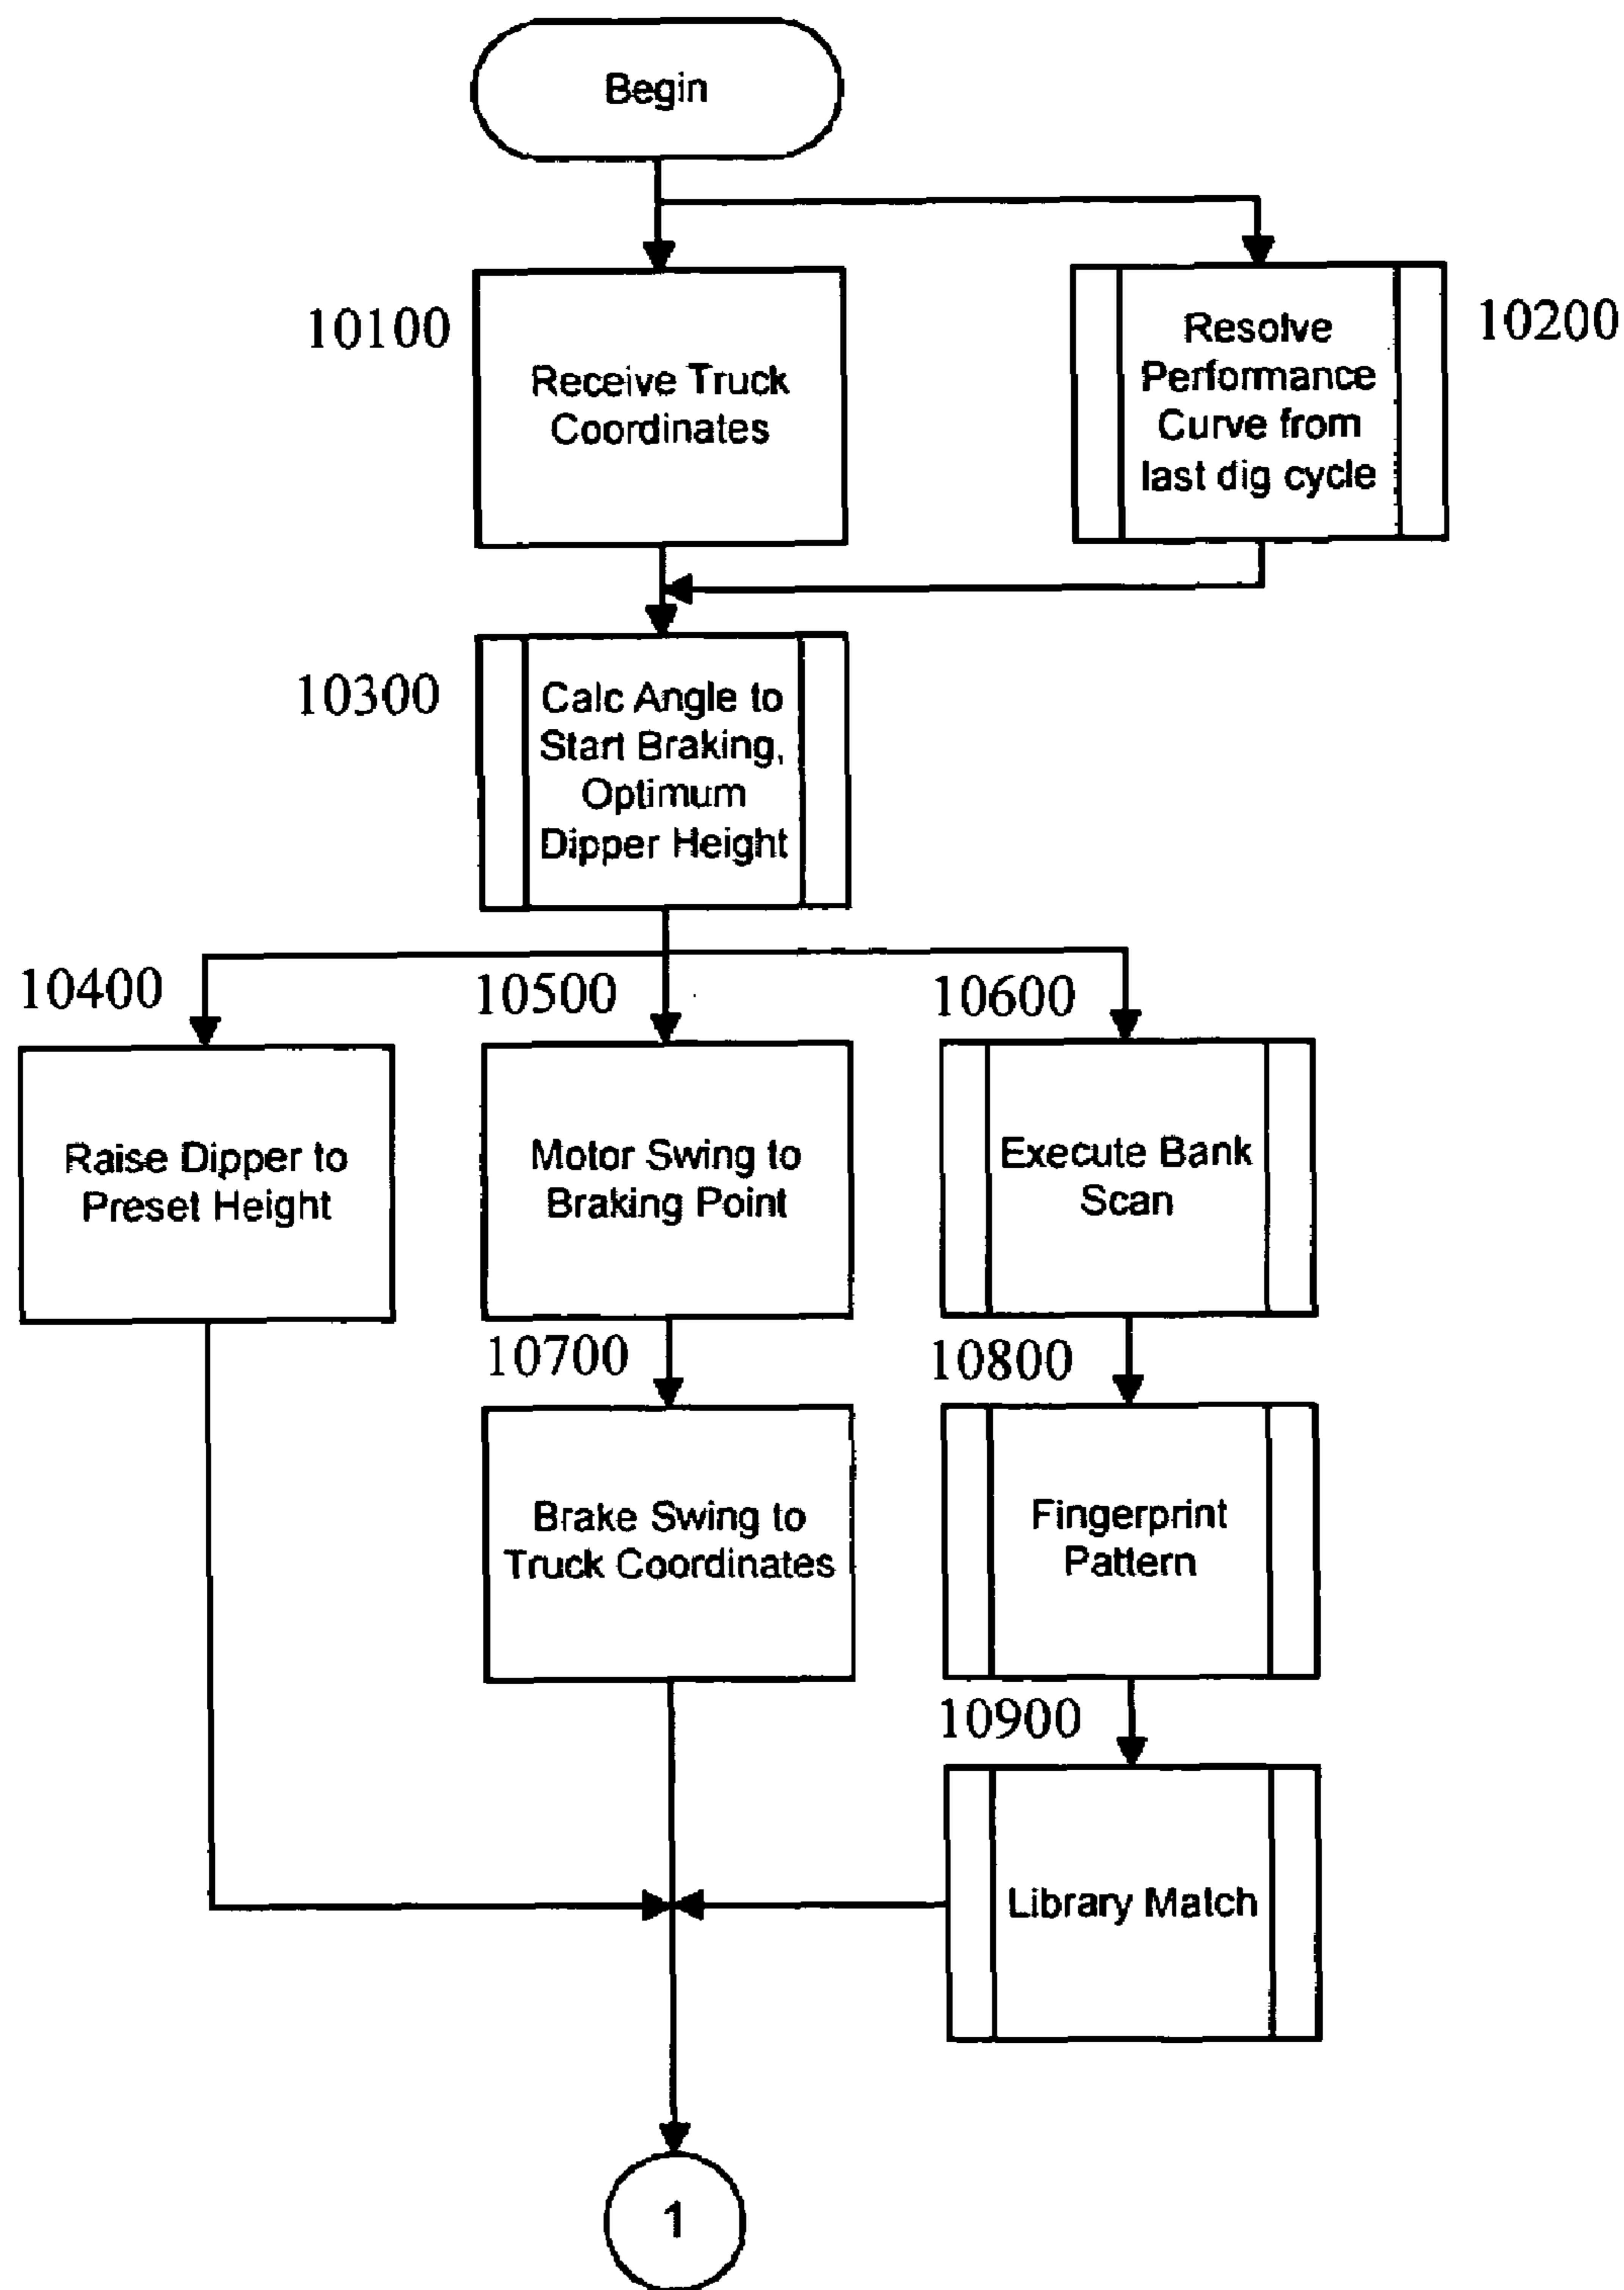 Begin
10100
Receive Truck
Coordinates
10200
Resolve
Performance
Curve from
last dig cycle
10300
Calc Angle to
Start Braking,
Optimum
Dipper Height
10400
10500
10600
Raise Dipper to
Preset Height
Motor Swing to
Braking Point
Execute Bank
Scan
10700
10800
Brake Swing to
Truck Coordinates
Fingerprint
Pattern
10900
Library Match
1